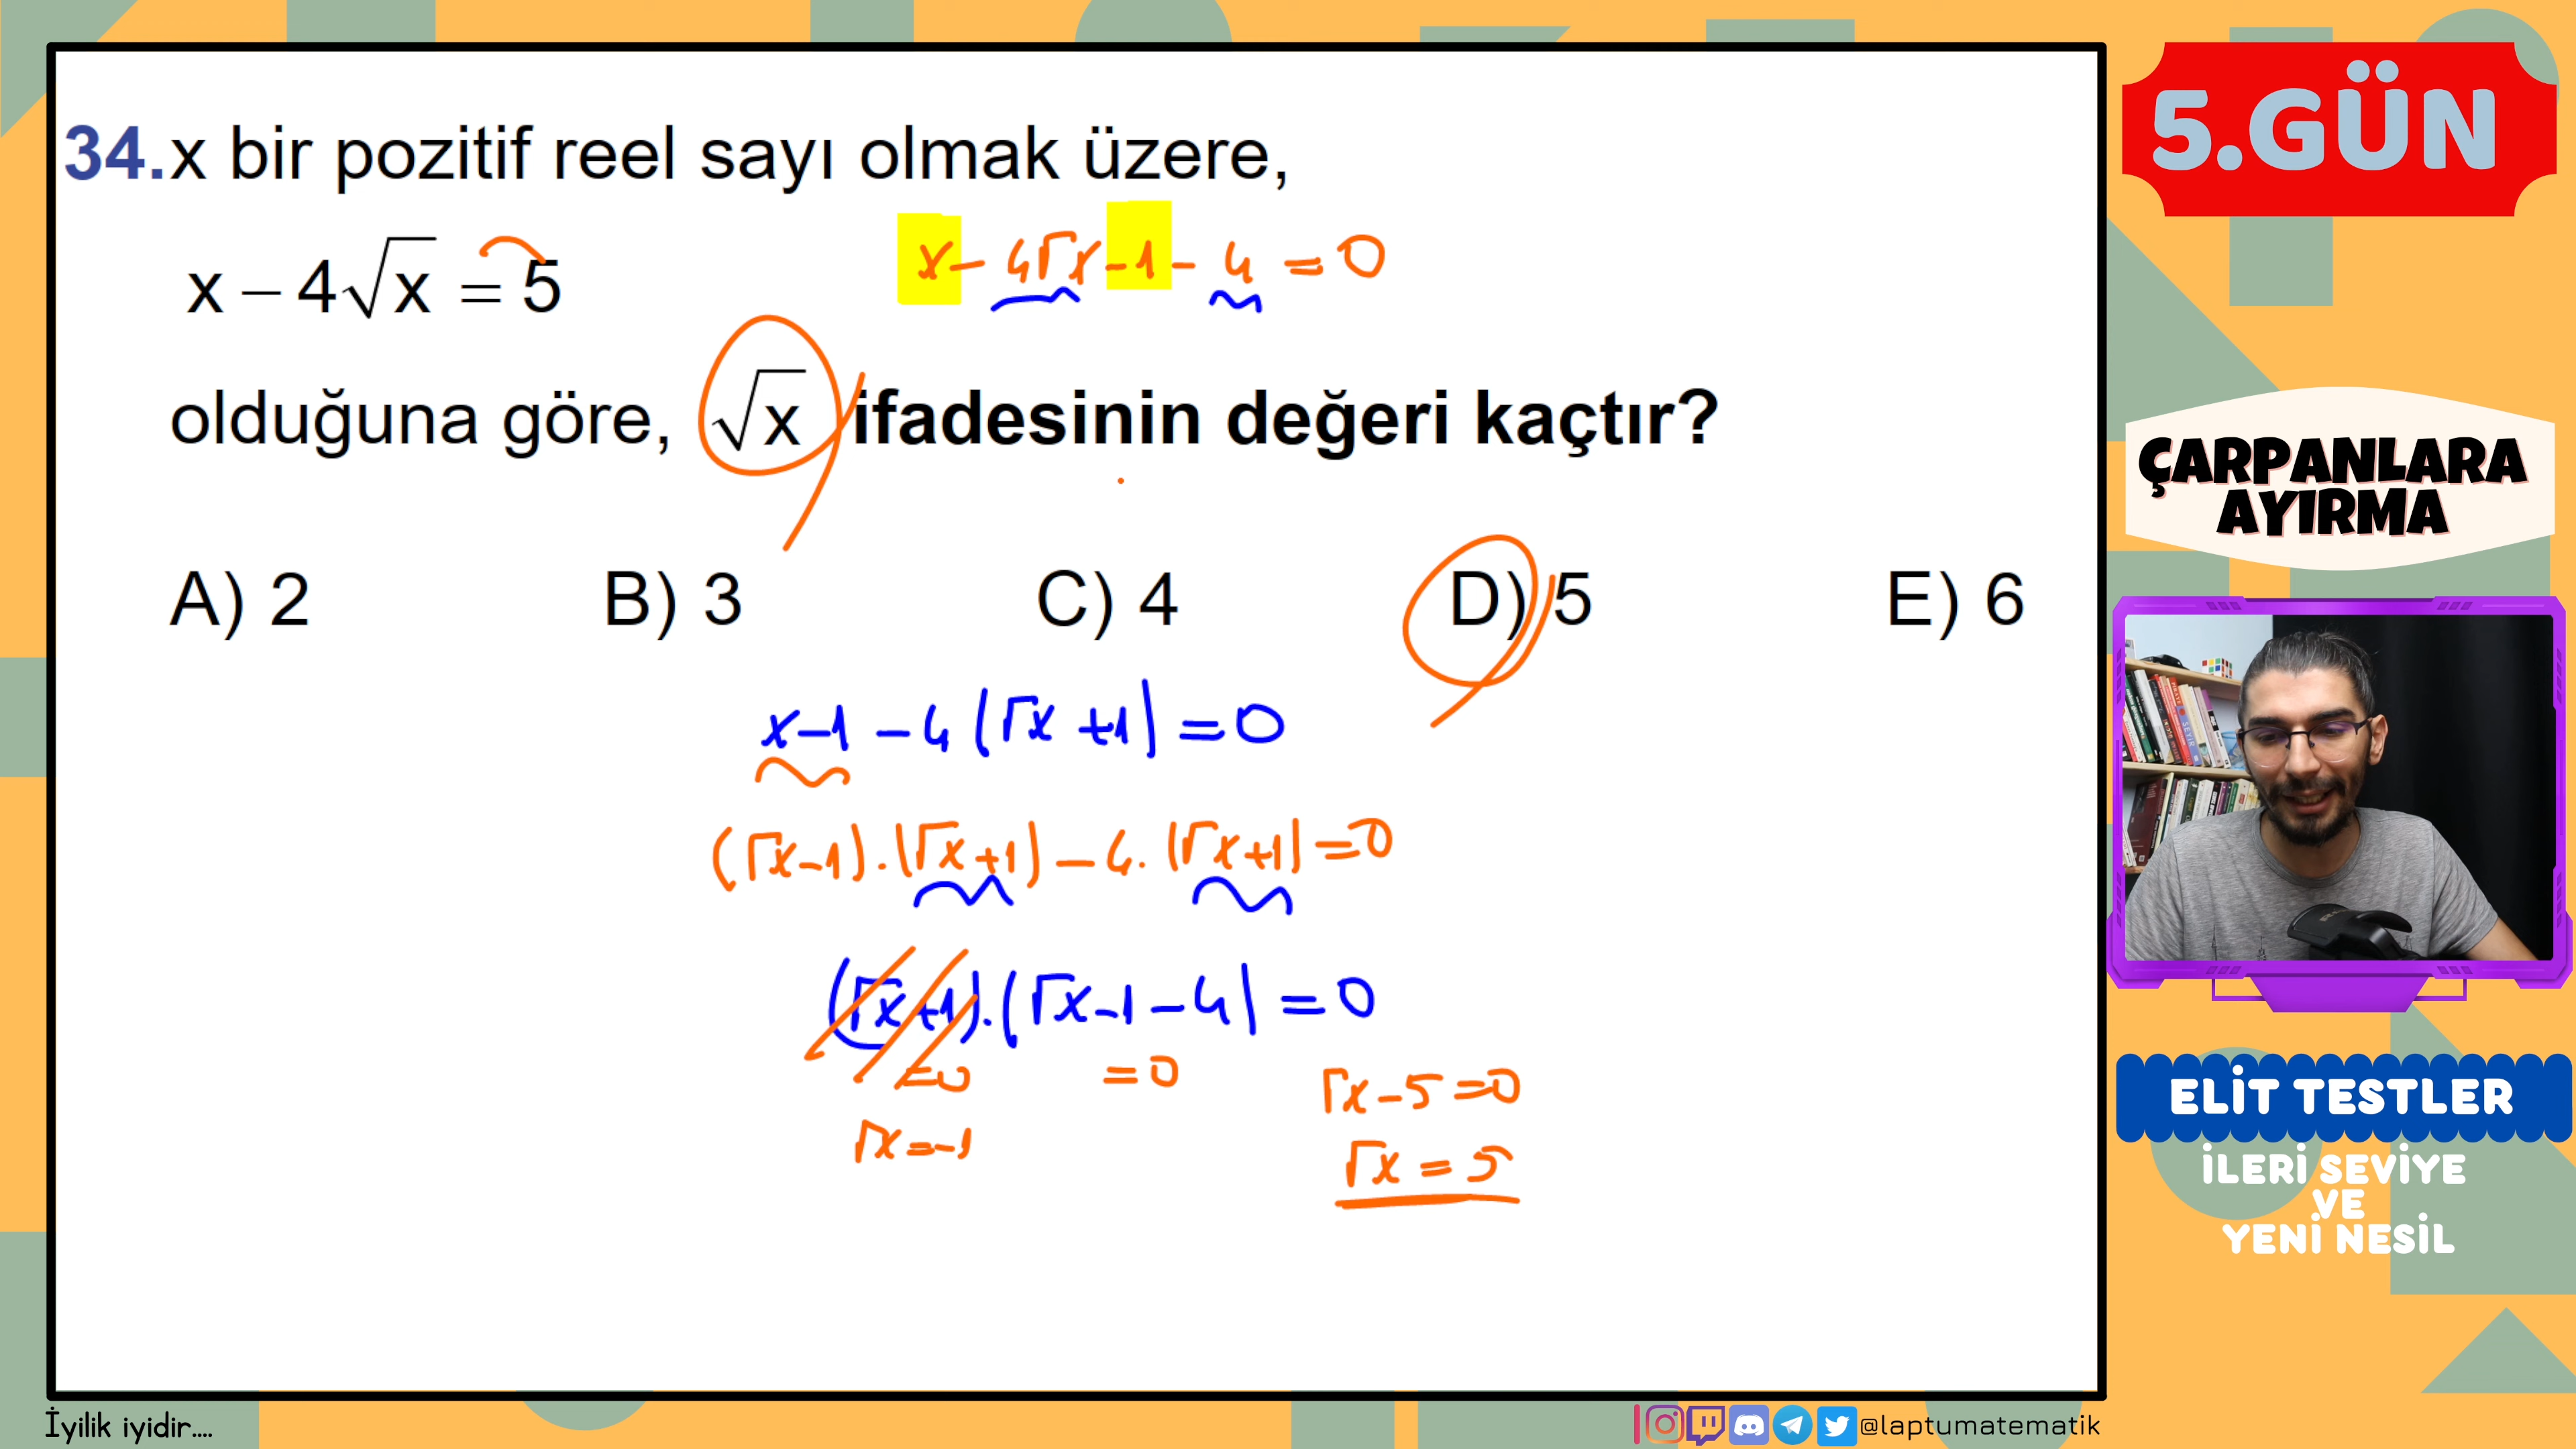 34. x bir pozitif reel sayı olmak üzere,
x – 4√x = 5
x – 4√x – 1 – 4 = 0
olduğuna göre, √x ifadesinin değeri kaçtır?
A) 2 B) 3 C) 4 D) 5 E) 6
x – 1 – 4 (√x + 1) = 0
(√x – 1) . (√x + 1) – 4 . (√x + 1) = 0
(√x + 1) . (√x – 1 – 4) = 0
= 0 = 0
√x = –1
√x – 5 = 0
√x = 5
5.GÜN
ÇARPANLARA
AYIRMA
ELİT TESTLER
İLERİ SEVİYE
VE
YENİ NESİL
İyilik iyidir....
@laptumatematik